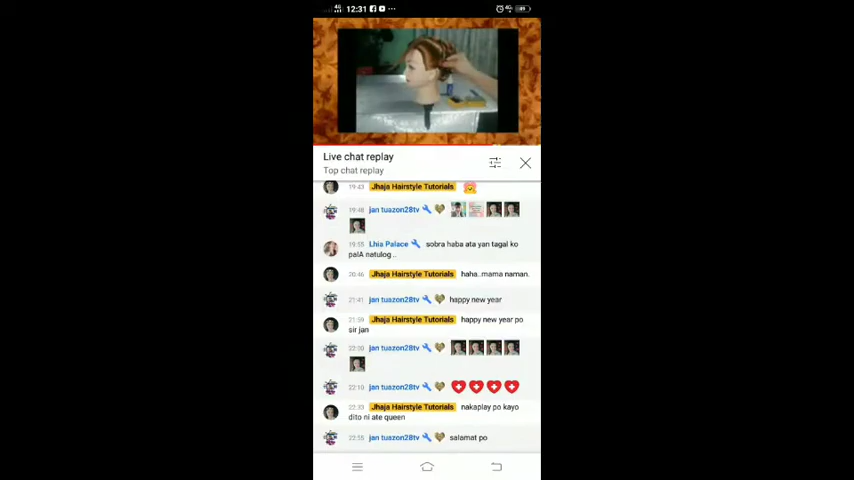 4G 12:31 ··· 4G 89
Live chat replay
Top chat replay
19:43 Jhaja Hairstyle Tutorials
19:48 jan tuazon28tv
19:55 Lhia Palace sobra haba ata yan tagal ko
palA natulog..
20:46 Jhaja Hairstyle Tutorials haha..mama naman.
21:41 jan tuazon28tv happy new year
21:59 Jhaja Hairstyle Tutorials happy new year po
sir jan
jan tuazon28tv
22:10 jan tuazon28tv
22:33 Jhaja Hairstyle Tutorials nakaplay po kayo
dito ni ate queen
22:55 jan tuazon28tv salamat po